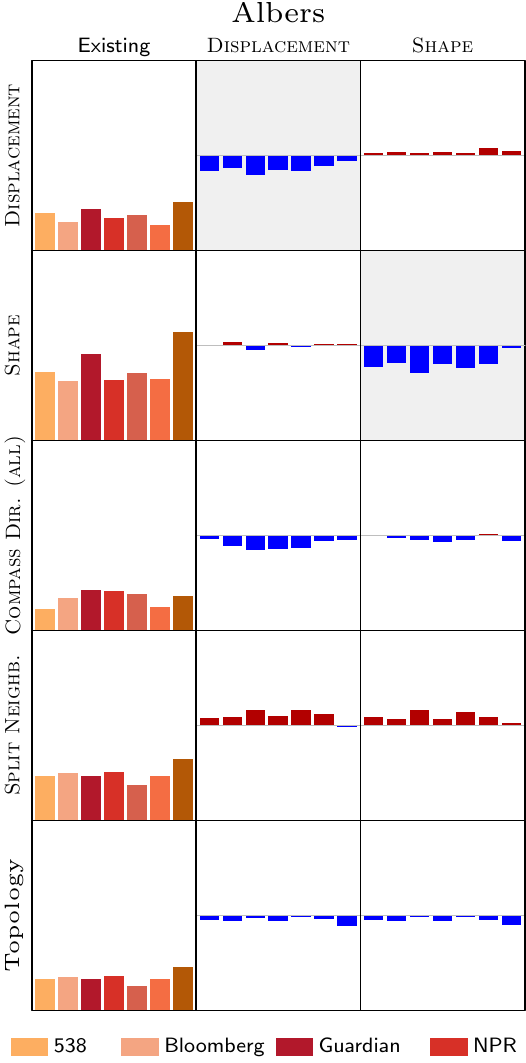 Albers
Existing
DISPLACEMENT
SHAPE
DISPLACEMENT
SHAPE
COMPASS DIR. (ALL)
SPLIT NEIGHB.
Topology
538
Bloomberg
Guardian
NPR